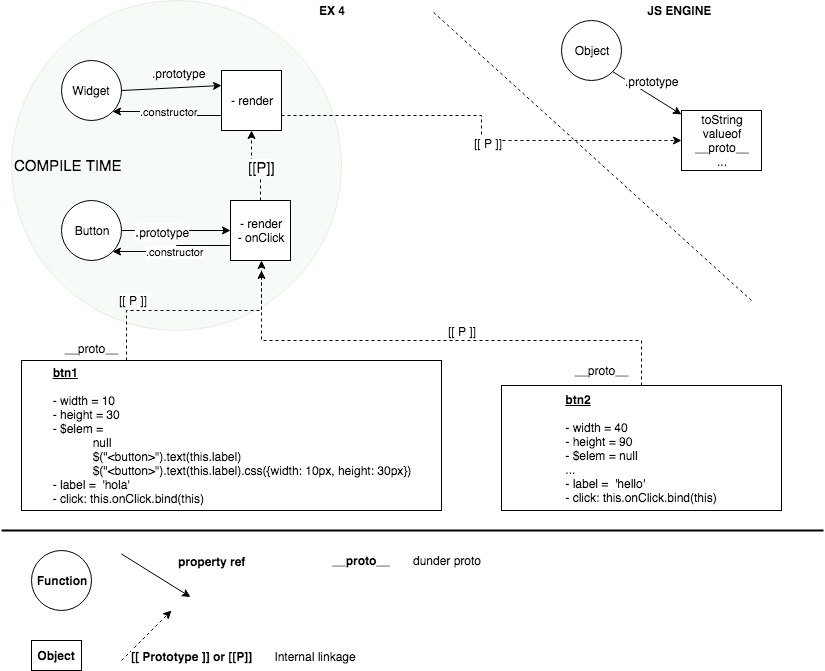 EX 4
JS ENGINE
Object
.prototype
toString
valueof
__proto__
...
Widget
.prototype
.constructor
- render
[[ P ]]
COMPILE TIME
[[P]]
Button
.prototype
.constructor
- render
- onClick
[[ P ]]
[[ P ]]
__proto__
__proto__
btn1
- width = 10
- height = 30
- $elem =
null
$("<button>").text(this.label)
$("<button>").text(this.label).css({width: 10px, height: 30px})
- label =  'hola'
- click: this.onClick.bind(this)
btn2
- width = 40
- height = 90
- $elem = null
...
- label =  'hello'
- click: this.onClick.bind(this)
Function
property ref
__proto__ dunder proto
Object
[[ Prototype ]] or [[P]] Internal linkage